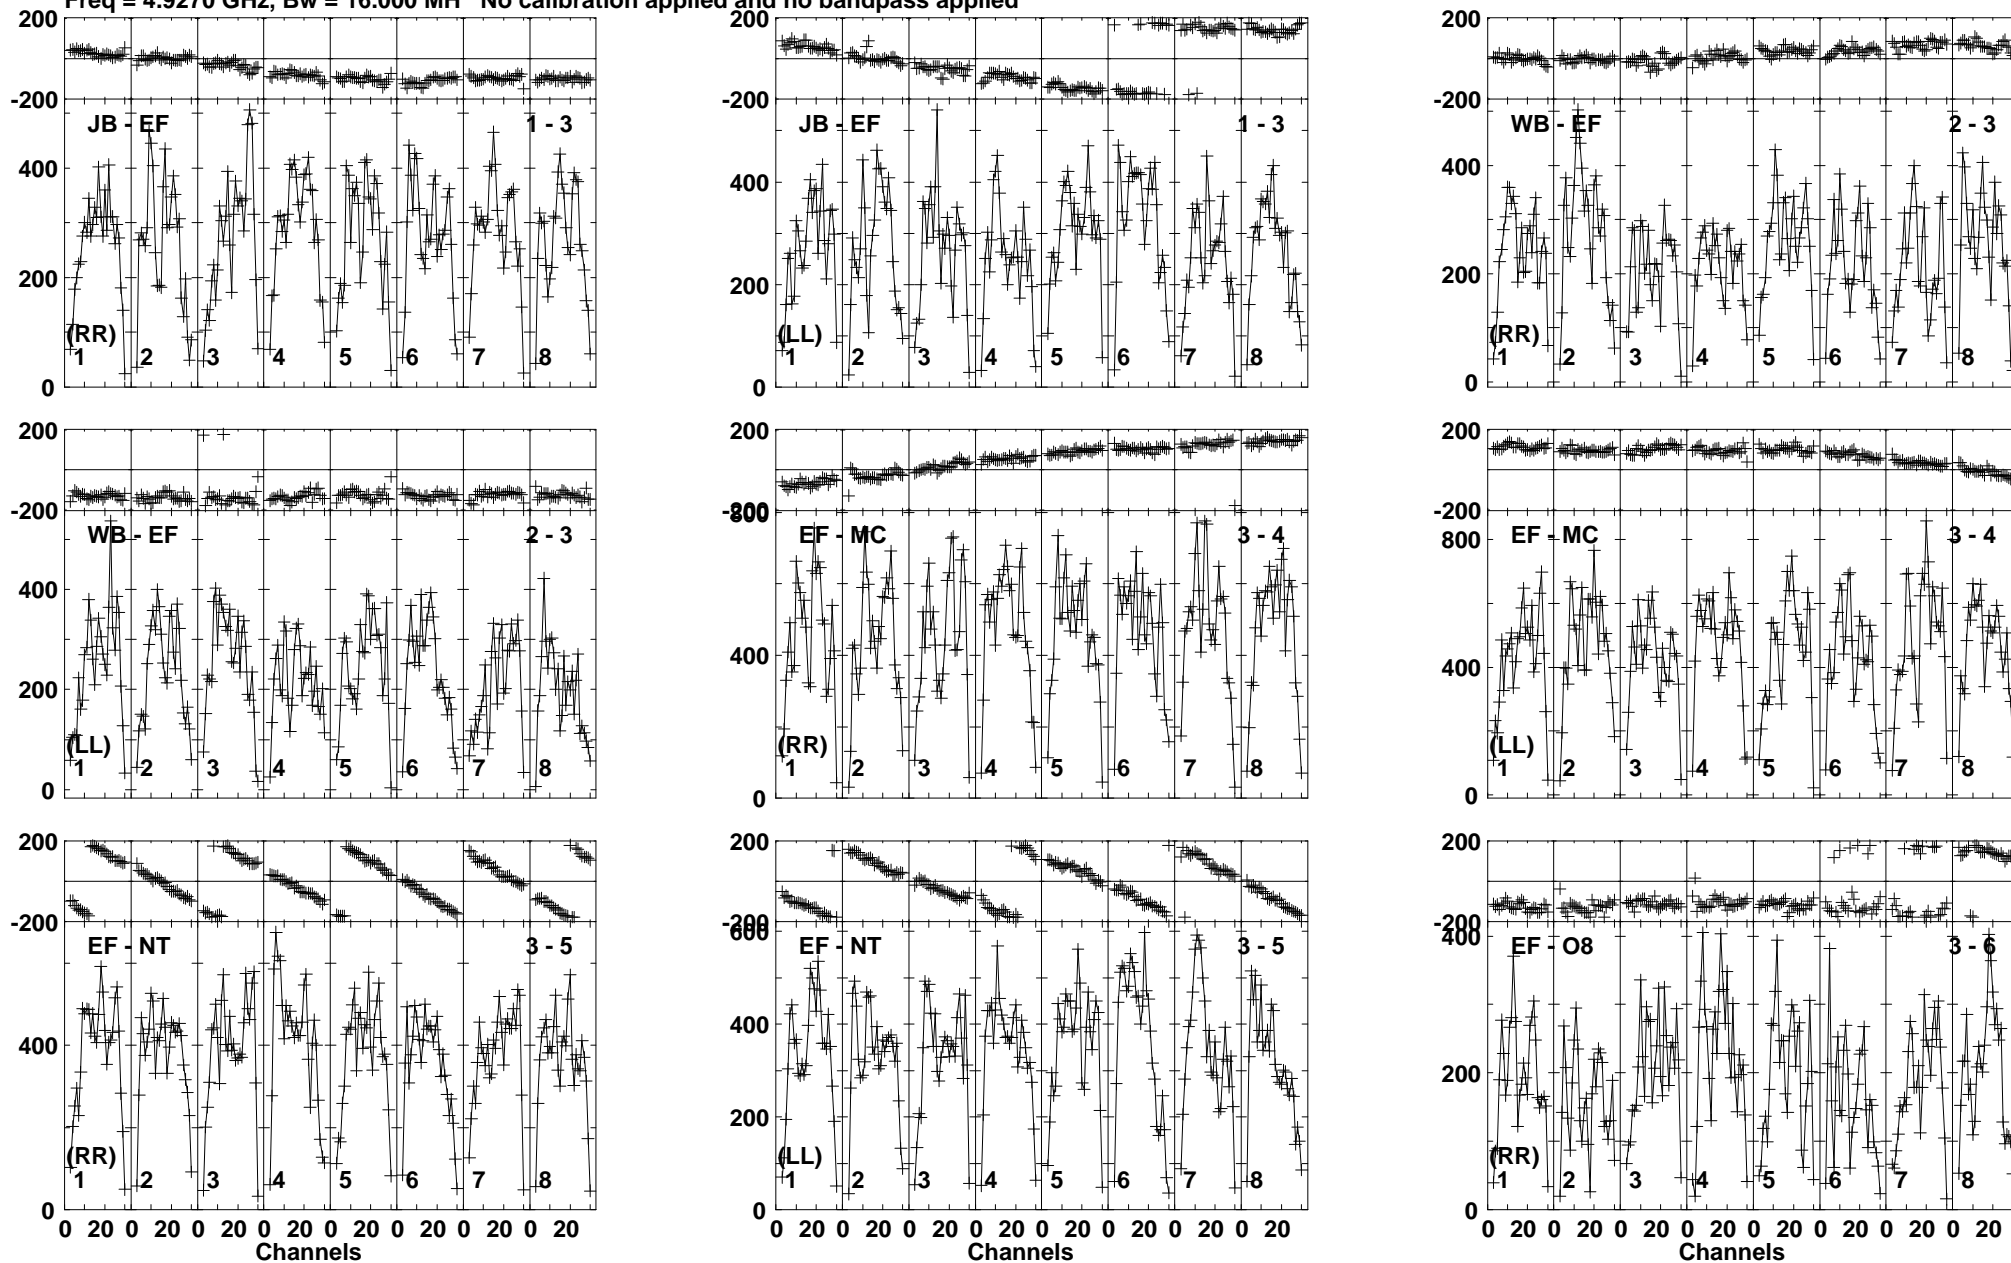 Freq = 4.9270 GHz, Bw = 16.000 MH No calibration applied and no bandpass applied
200 200 200
-200 -200 -200
JB - EF 1 - 3 JB - EF 1 - 3 WB - EF 2 - 3
400 400 400
200 200 200
(RR) (LL) (RR)
1 2 3 4 5 6 7 8 1 2 3 4 5 6 7 8 1 2 3 4 5 6 7 8
0 0 0
200 200 200
-200 -200 -200
800
WB - EF 2 - 3 EF - MC 3 - 4 EF - MC 3 - 4
800
400 400 400
200
(LL) (RR) (LL)
1 2 3 4 5 6 7 8 1 2 3 4 5 6 7 8 1 2 3 4 5 6 7 8
0 0 0
200 200 200
-200 -200 -200
600 400
EF - NT 3 - 5 EF - NT 3 - 5 EF - O8 3 - 6
400 400
200 200
(RR) (LL) (RR)
1 2 3 4 5 6 7 8 1 2 3 4 5 6 7 8 1 2 3 4 5 6 7 8
0 0 0
0 20 0 20 0 20 0 20 0 20 0 20 0 20 0 20 0 20 0 20 0 20 0 20 0 20 0 20 0 20 0 20 0 20 0 20 0 20 0 20 0 20 0 20 0 20 0 20
Channels Channels Channels